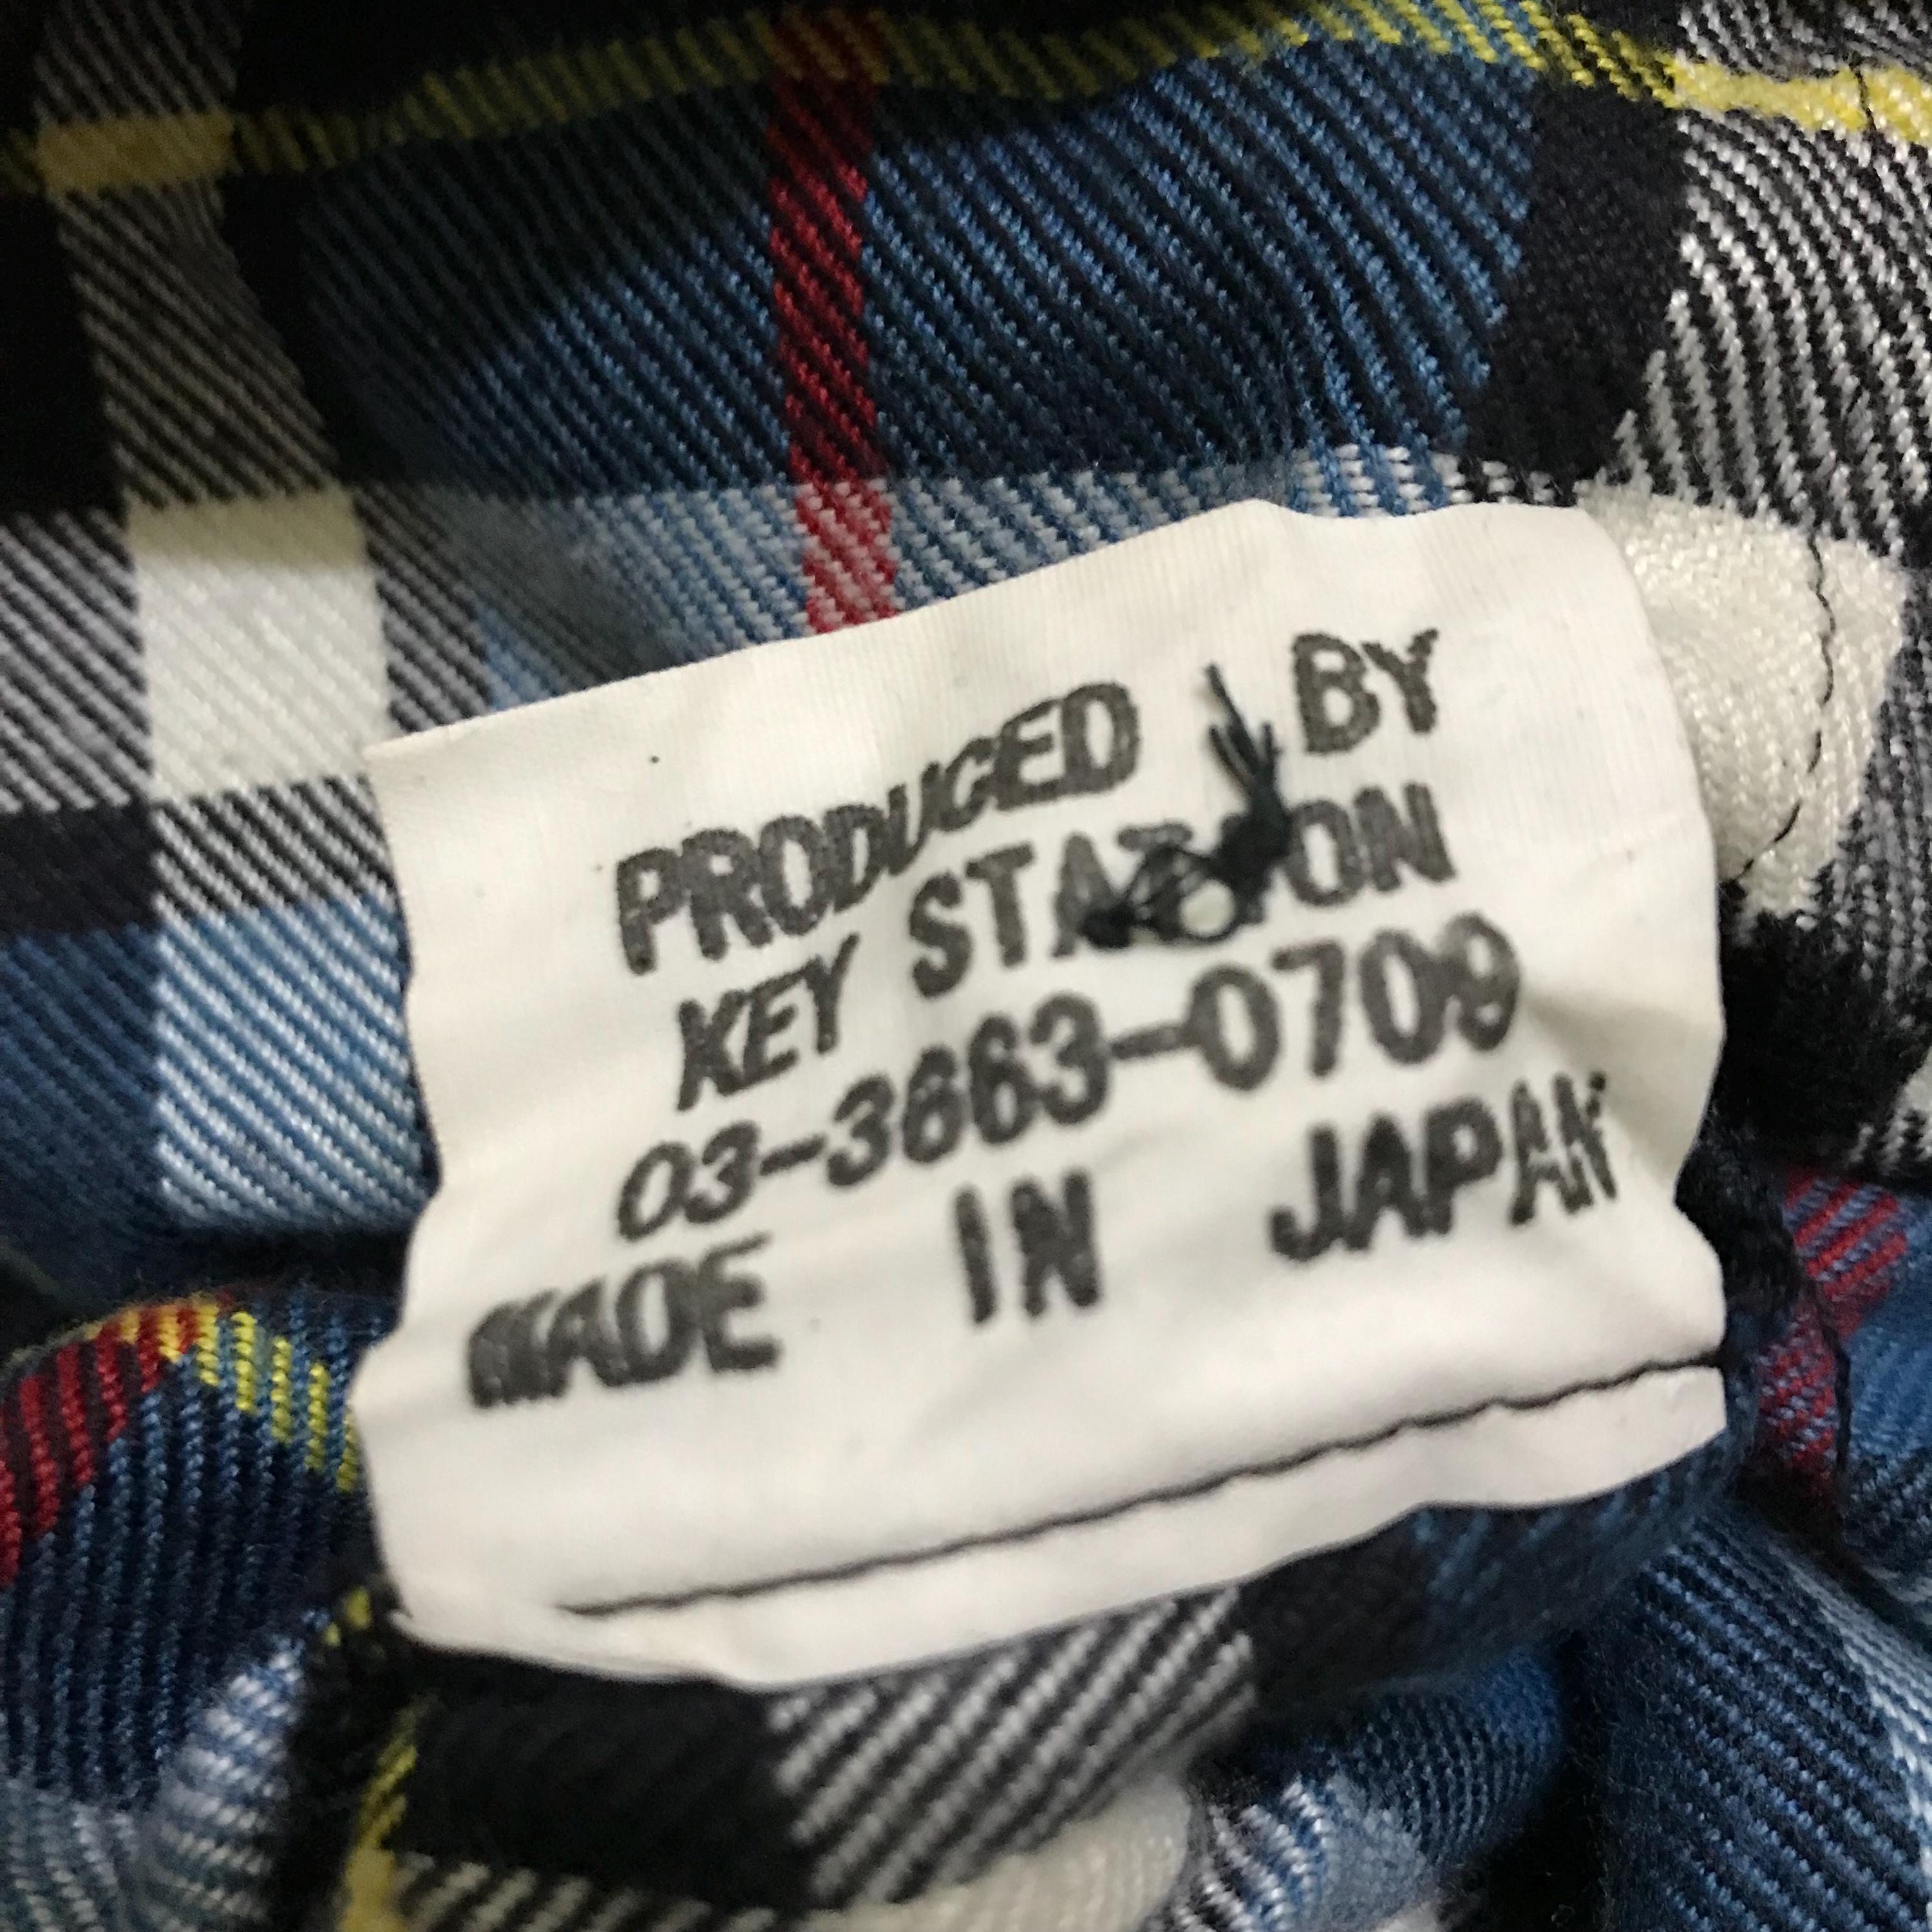 PRODUCED BY
KEY STATION
03-3663-0709
MADE IN JAPAN